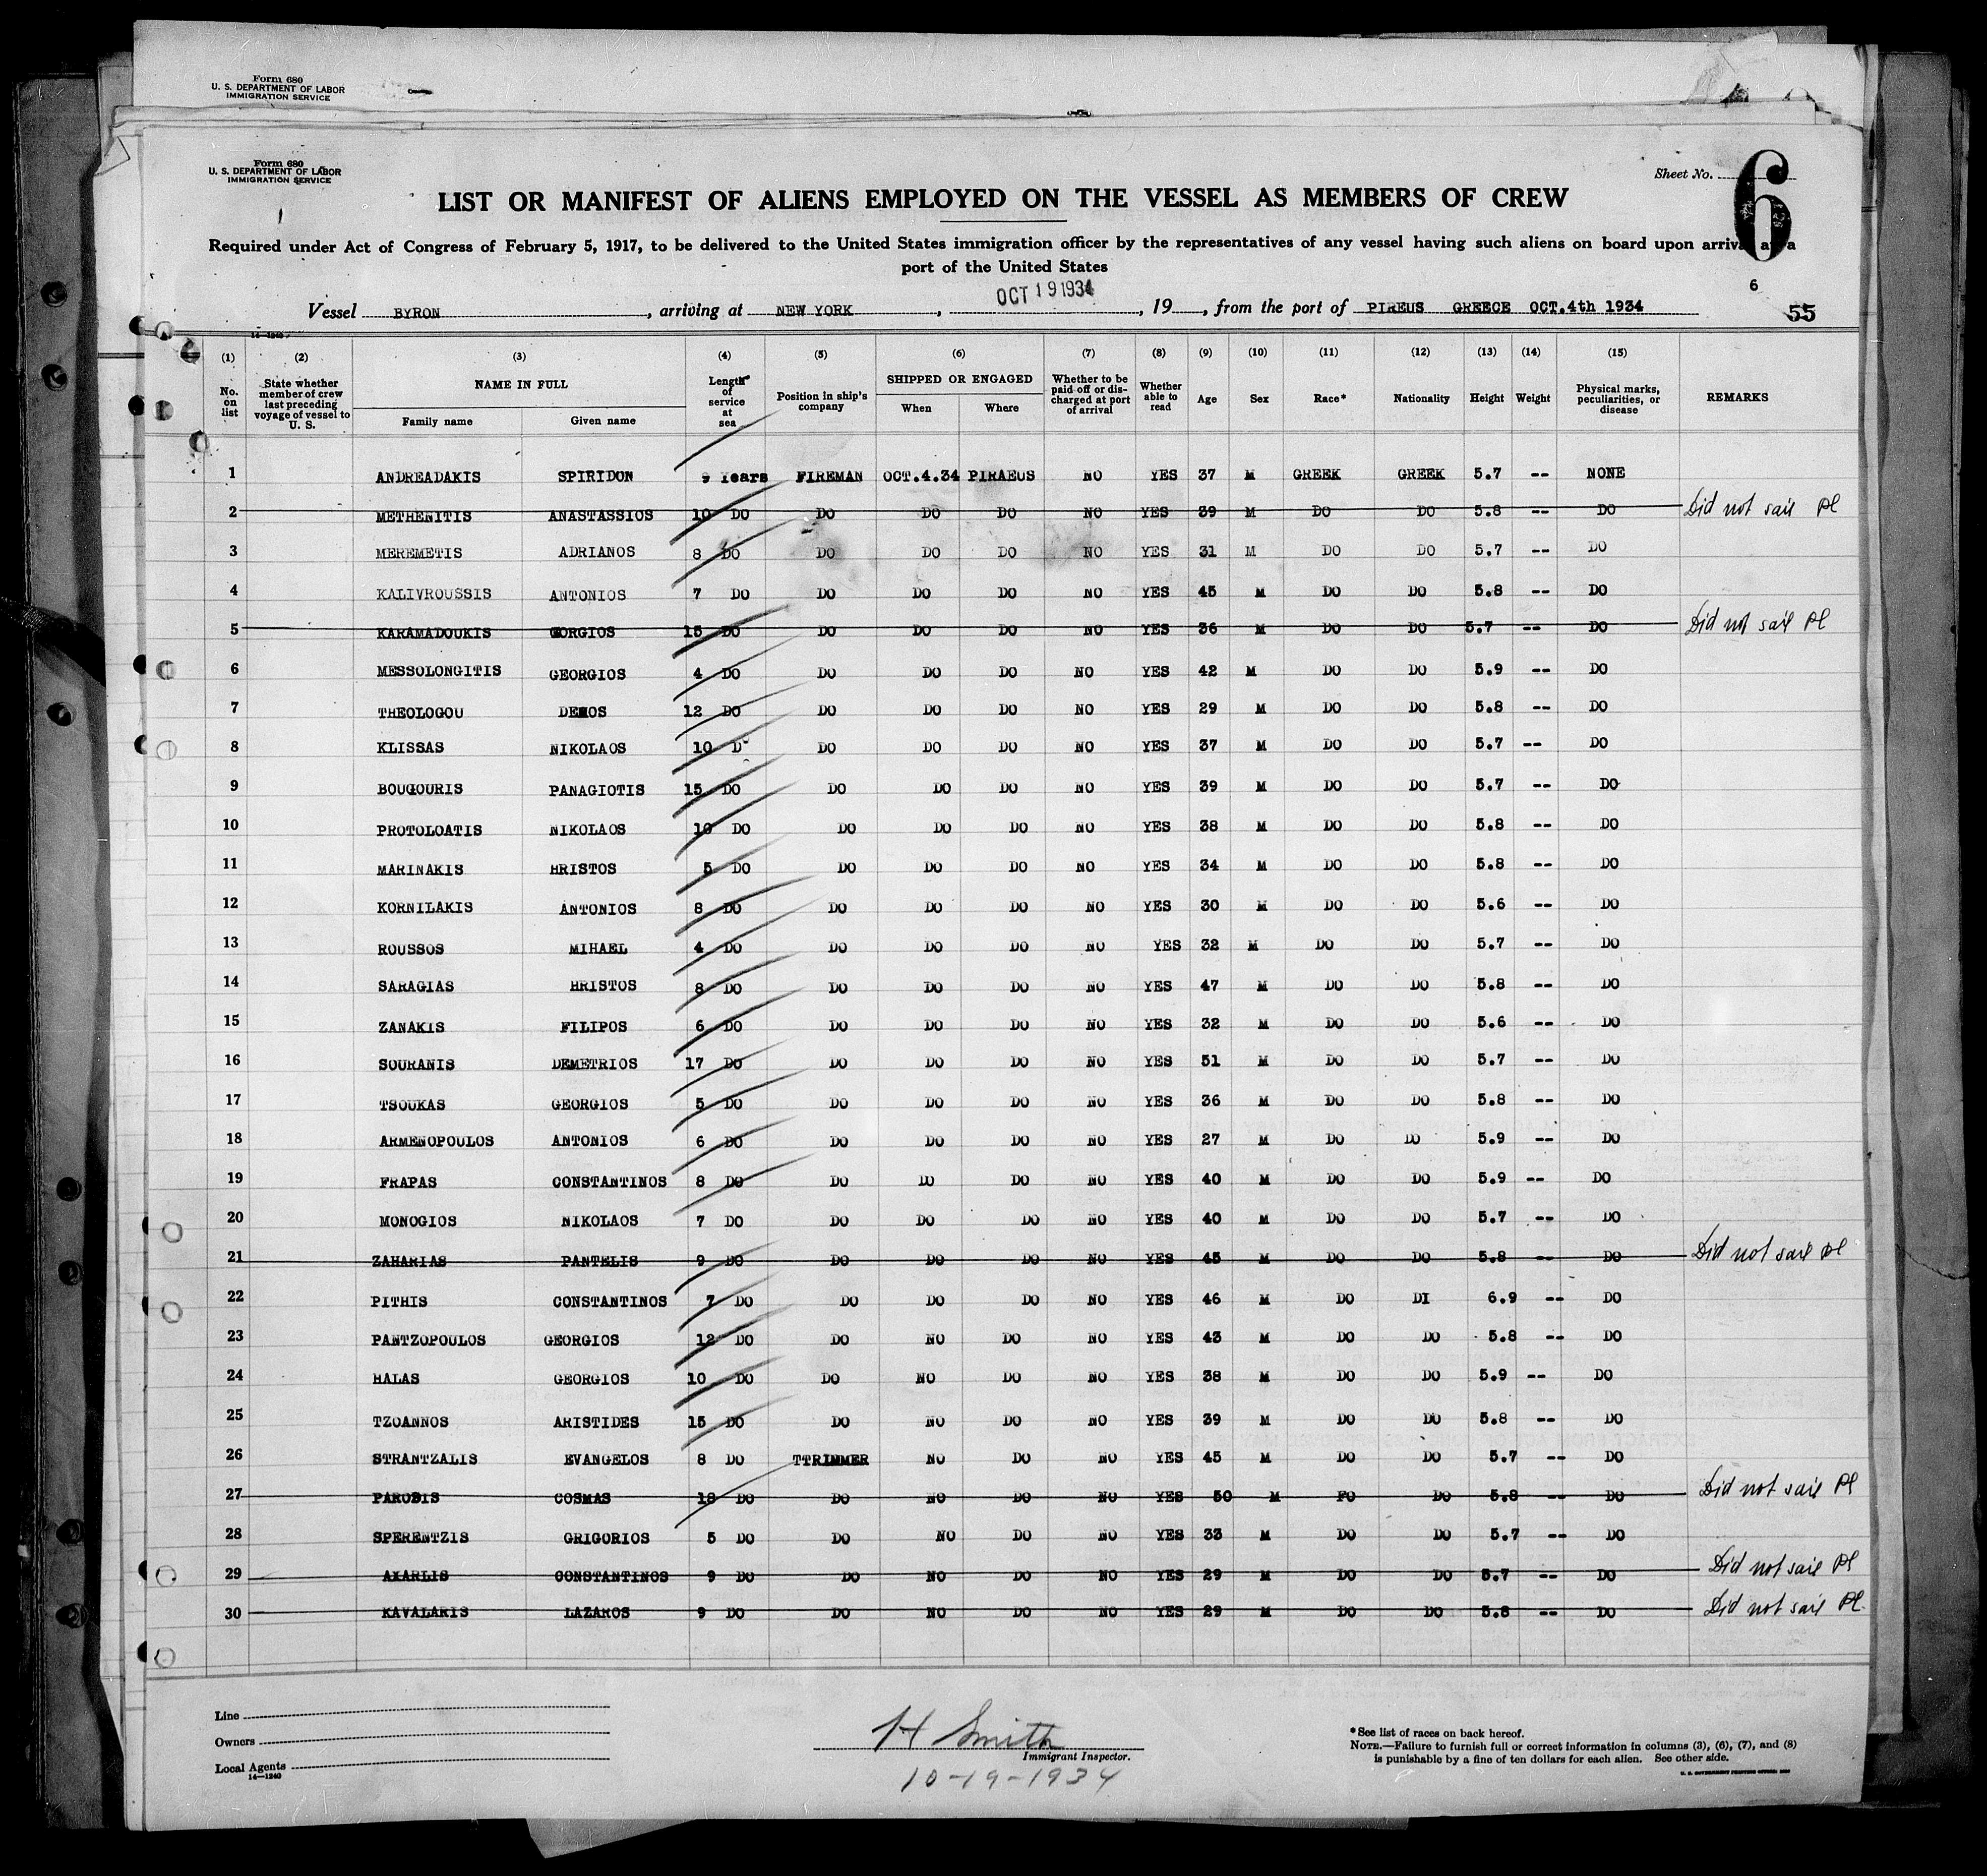 Form 680
U. S. DEPARTMENT OF LABOR
IMMIGRATION SERVICE
Form 680
U. S. DEPARTMENT OF LABOR
IMMIGRATION SERVICE
Sheet No. 6
LIST OR MANIFEST OF ALIENS EMPLOYED ON THE VESSEL AS MEMBERS OF CREW
Required under Act of Congress of February 5, 1917, to be delivered to the United States immigration officer by the representatives of any vessel having such aliens on board upon arrival at a
port of the United States
6
Vessel BYRON, arriving at NEW YORK, OCT 19 1934, 19, from the port of PIREUS GREECE OCT.4th 1934
55
14-1240
(1) (2) (3) (4) (5) (6) (7) (8) (9) (10) (11) (12) (13) (14) (15)
No. on list State whether member of crew last preceding voyage of vessel to U. S. NAME IN FULL Family name Given name Length of service at sea Position in ship's company SHIPPED OR ENGAGED When Where Whether to be paid off or discharged at port of arrival Whether able to read Age Sex Race* Nationality Height Weight Physical marks, peculiarities, or disease REMARKS
1 ANDREADAKIS SPIRIDON 9 Years FIREMAN OCT.4.34 PIRAEUS NO YES 37 M GREEK GREEK 5.7 -- NONE
2 METHENITIS ANASTASSIOS 10 DO DO DO DO NO YES 39 M DO DO 5.8 -- DO Did not sail Pl
3 MEREMETIS ADRIANOS 8 DO DO DO DO NO YES 31 M DO DO 5.7 -- DO
4 KALIVROUSSIS ANTONIOS 7 DO DO DO DO NO YES 45 M DO DO 5.8 -- DO
5 KARAMADOUKIS GEORGIOS 15 DO DO DO DO NO YES 36 M DO DO 5.7 -- DO Did not sail Pl
6 MESSOLONGITIS GEORGIOS 4 DO DO DO DO NO YES 42 M DO DO 5.9 -- DO
7 THEOLOGOU DEMOS 12 DO DO DO DO NO YES 29 M DO DO 5.8 -- DO
8 KLISSAS NIKOLAOS 10 D DO DO DO NO YES 37 M DO DO 5.7 -- DO
9 BOUGOURIS PANAGIOTIS 15 DO DO DO DO NO YES 39 M DO DO 5.7 -- DO
10 PROTOLOATIS NIKOLAOS 10 DO DO DO DO NO YES 38 M DO DO 5.8 -- DO
11 MARINAKIS HRISTOS 5 DO DO DO DO NO YES 34 M DO DO 5.8 -- DO
12 KORNILAKIS ANTONIOS 8 DO DO DO DO NO YES 30 M DO DO 5.6 -- DO
13 ROUSSOS MIHAEL 4 DO DO DO DO NO YES 32 M DO DO 5.7 -- DO
14 SARAGIAS HRISTOS 8 DO DO DO DO NO YES 47 M DO DO 5.8 -- DO
15 ZANAKIS FILIPOS 6 DO DO DO DO NO YES 32 M DO DO 5.6 -- DO
16 SOURANIS DEMETRIOS 17 DO DO DO DO NO YES 51 M DO DO 5.7 -- DO
17 TSOUKAS GEORGIOS 5 DO DO DO DO NO YES 36 M DO DO 5.8 -- DO
18 ARMENOPOULOS ANTONIOS 6 DO DO DO DO NO YES 27 M DO DO 5.9 -- DO
19 FRAPAS CONSTANTINOS 8 DO DO DO DO NO YES 40 M DO DO 5.9 -- DO
20 MONOGIOS NIKOLAOS 7 DO DO DO DO NO YES 40 M DO DO 5.7 -- DO
21 ZAHARIAS PANTELIS 9 DO DO DO DO NO YES 45 M DO DO 5.8 -- DO Did not sail Pl
22 PITHIS CONSTANTINOS 7 DO DO DO DO NO YES 46 M DO DI 6.9 -- DO
23 PANTZOPOULOS GEORGIOS 12 DO DO NO DO NO YES 43 M DO DO 5.8 -- DO
24 HALAS GEORGIOS 10 DO DO NO DO NO YES 38 M DO DO 5.9 -- DO
25 TZOANNOS ARISTIDES 15 DO DO NO DO NO YES 39 M DO DO 5.8 -- DO
26 STRANTZALIS EVANGELOS 8 DO TTRIMMER NO DO NO YES 45 M DO DO 5.7 -- DO
27 PARODIS COSMAS 18 DO DO NO DO NO YES 50 M FO DO 5.8 -- DO Did not sail Pl
28 SPERENTZIS GRIGORIOS 5 DO DO NO DO NO YES 33 M DO DO 5.7 -- DO
29 AXARLIS CONSTANTINOS 9 DO DO NO DO NO YES 29 M DO DO 5.7 -- DO Did not sail Pl
30 KAVALARIS LAZAROS 9 DO DO NO DO NO YES 29 M DO DO 5.8 -- DO Did not sail Pl
Line
Owners
Local Agents
14-1240
H Smith
Immigrant Inspector.
10-19-1934
*See list of races on back hereof.
NOTE.—Failure to furnish full or correct information in columns (3), (6), (7), and (8)
is punishable by a fine of ten dollars for each alien. See other side.